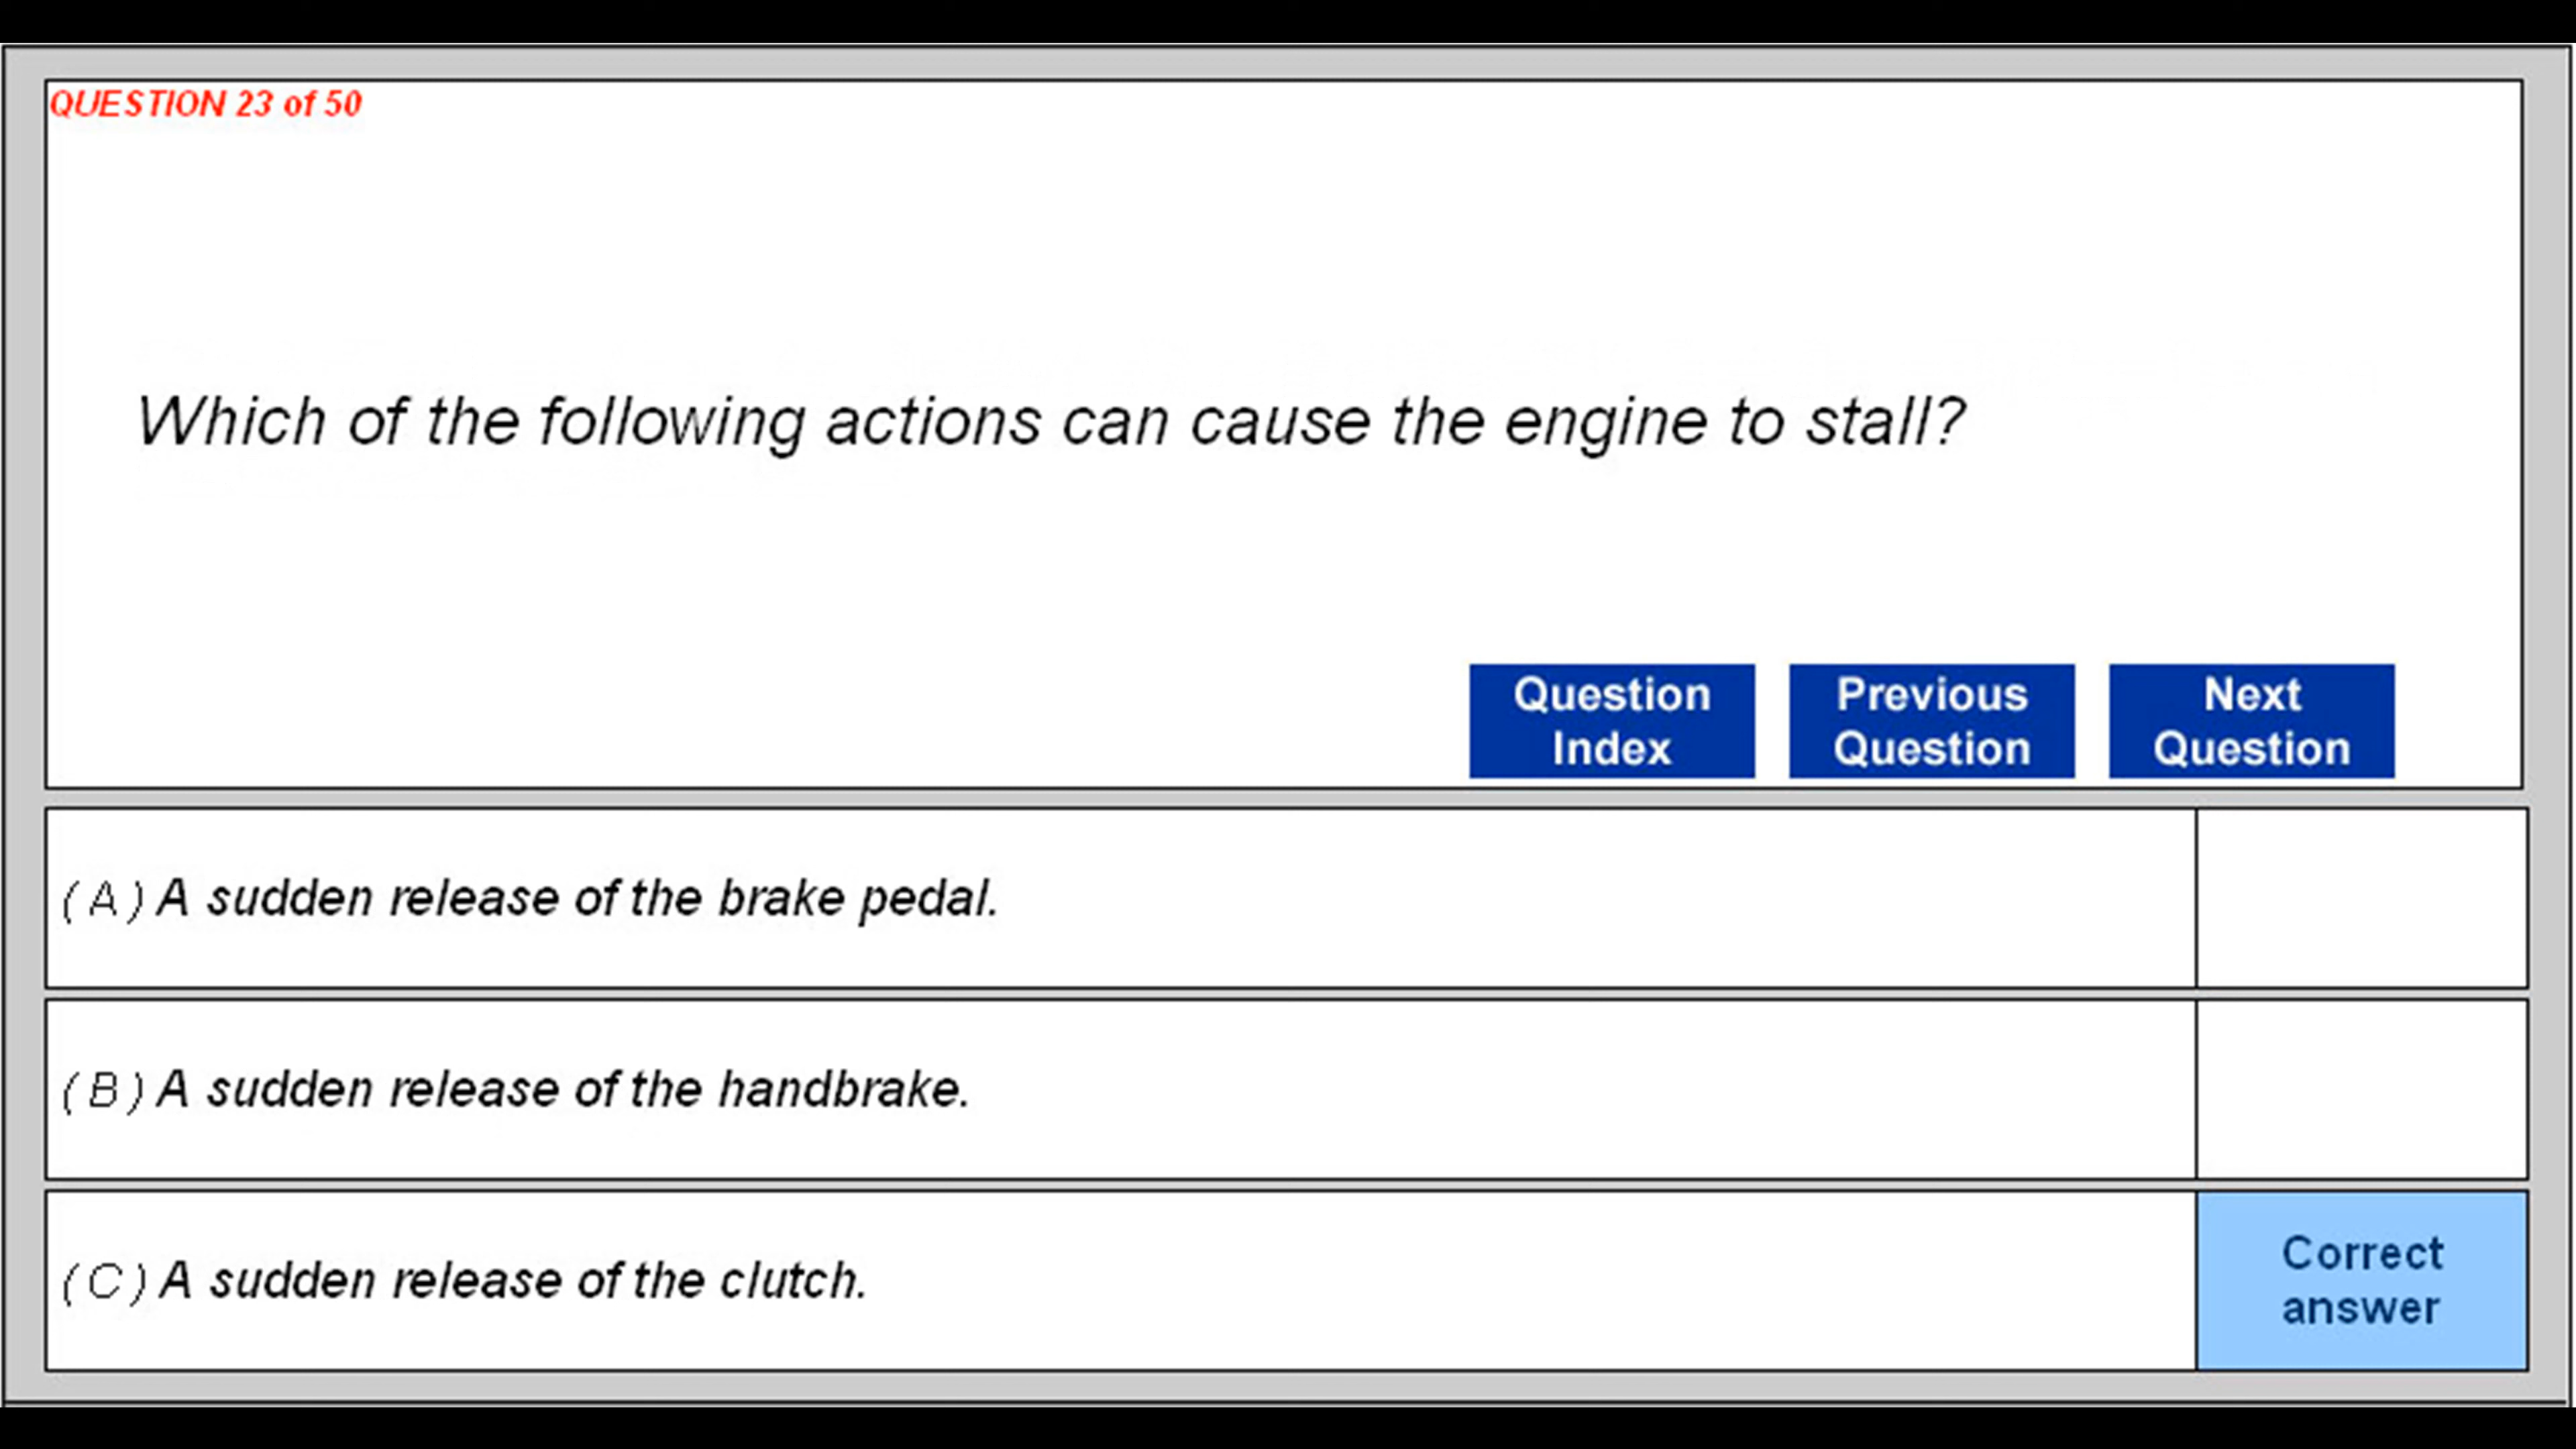 QUESTION 23 of 50
Which of the following actions can cause the engine to stall?
Question
Index
Previous
Question
Next
Question
(A) A sudden release of the brake pedal.
(B) A sudden release of the handbrake.
(C) A sudden release of the clutch.
Correct
answer